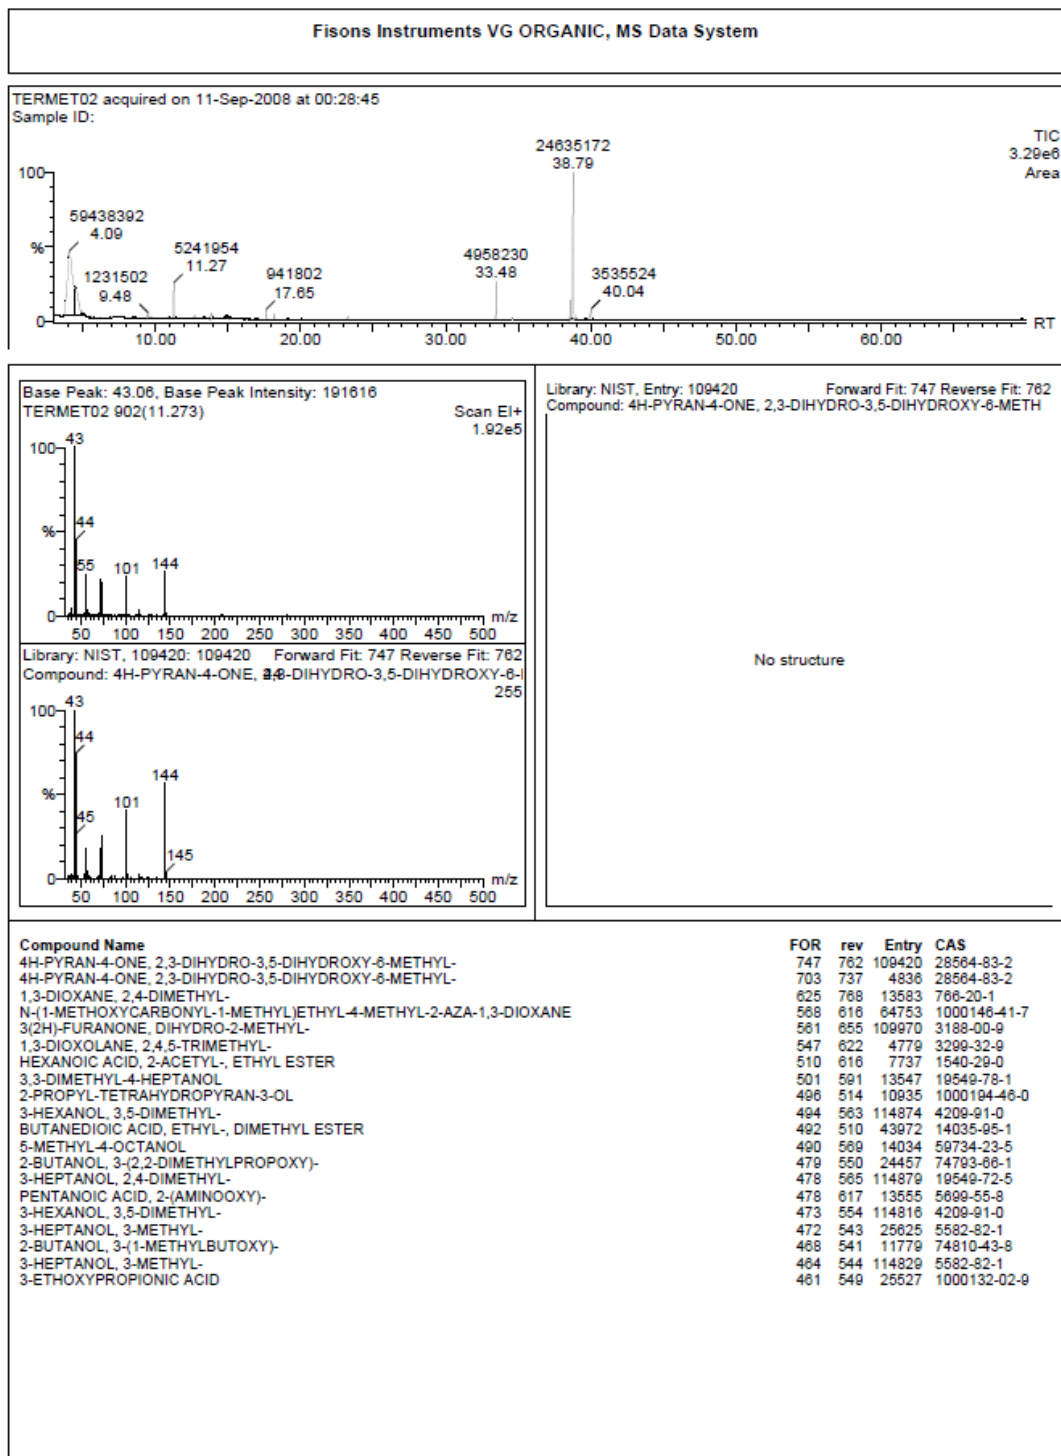 Fisons Instruments VG ORGANIC, MS Data System
TERMET02 acquired on 11-Sep-2008 at 00:28:45
Sample ID:
TIC
3.29e6
Area
24635172
38.79
100
59438392
4.09
%
1231502
9.48
5241954
11.27
941802
17.65
4958230
33.48
3535524
40.04
0
RT
10.00 20.00 30.00 40.00 50.00 60.00
Base Peak: 43.06, Base Peak Intensity: 191616
TERMET02 902(11.273)
Scan EI+
1.92e5
43
100
44
%
55
101
144
0
m/z
50 100 150 200 250 300 350 400 450 500
Library: NIST, 109420: 109420 Forward Fit: 747 Reverse Fit: 762
Compound: 4H-PYRAN-4-ONE, -DIHYDRO-3,5-DIHYDROXY-6-
255
43
100
44
144
%
101
45
145
0
m/z
50 100 150 200 250 300 350 400 450 500
Library: NIST, Entry: 109420 Forward Fit: 747 Reverse Fit: 762
Compound: 4H-PYRAN-4-ONE, 2,3-DIHYDRO-3,5-DIHYDROXY-6-METH
No structure
Compound Name FOR rev Entry CAS
4H-PYRAN-4-ONE, 2,3-DIHYDRO-3,5-DIHYDROXY-6-METHYL- 747 762 109420 28564-83-2
4H-PYRAN-4-ONE, 2,3-DIHYDRO-3,5-DIHYDROXY-6-METHYL- 703 737 4836 28564-83-2
1,3-DIOXANE, 2,4-DIMETHYL- 625 768 13583 766-20-1
N-(1-METHOXYCARBONYL-1-METHYL)ETHYL-4-METHYL-2-AZA-1,3-DIOXANE 568 616 64753 1000146-41-7
3(2H)-FURANONE, DIHYDRO-2-METHYL- 561 655 109970 3188-00-9
1,3-DIOXOLANE, 2,4,5-TRIMETHYL- 547 622 4779 3299-32-9
HEXANOIC ACID, 2-ACETYL-, ETHYL ESTER 510 616 7737 1540-29-0
3,3-DIMETHYL-4-HEPTANOL 501 591 13547 19549-78-1
2-PROPYL-TETRAHYDROPYRAN-3-OL 496 514 10935 1000194-46-0
3-HEXANOL, 3,5-DIMETHYL- 494 563 114874 4209-91-0
BUTANEDIOIC ACID, ETHYL-, DIMETHYL ESTER 492 510 43972 14035-95-1
5-METHYL-4-OCTANOL 490 569 14034 59734-23-5
2-BUTANOL, 3-(2,2-DIMETHYLPROPOXY)- 479 550 24457 74793-66-1
3-HEPTANOL, 2,4-DIMETHYL- 478 565 114879 19549-72-5
PENTANOIC ACID, 2-(AMINOOXY)- 478 617 13555 5699-55-8
3-HEXANOL, 3,5-DIMETHYL- 473 554 114816 4209-91-0
3-HEPTANOL, 3-METHYL- 472 543 25625 5582-82-1
2-BUTANOL, 3-(1-METHYLBUTOXY)- 468 541 11779 74810-43-8
3-HEPTANOL, 3-METHYL- 464 544 114829 5582-82-1
3-ETHOXYPROPIONIC ACID 461 549 25527 1000132-02-9